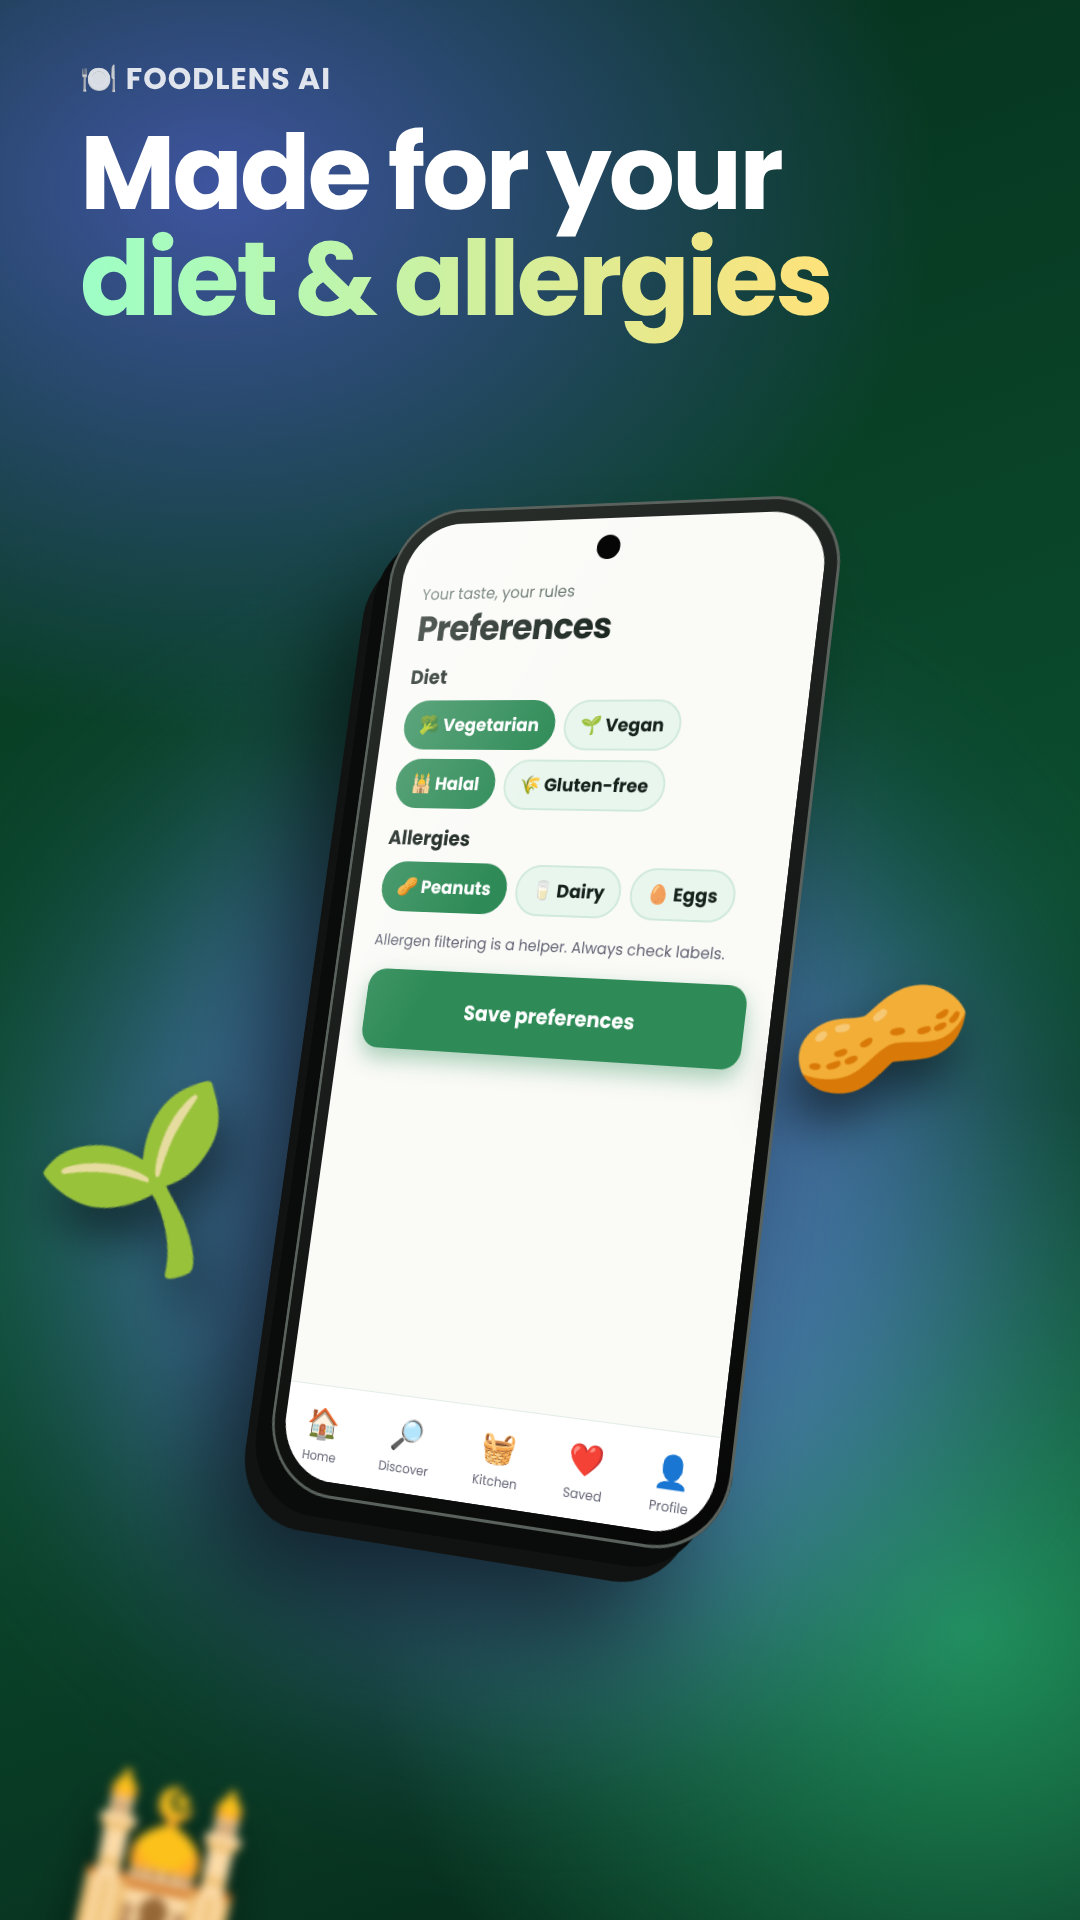 FOODLENS AI
Made for your
diet & allergies
Your taste, your rules
Preferences
Diet
Vegetarian
Vegan
Halal
Gluten-free
Allergies
Peanuts
Dairy
Eggs
Allergen filtering is a helper. Always check labels.
Save preferences
Home
Discover
Kitchen
Saved
Profile